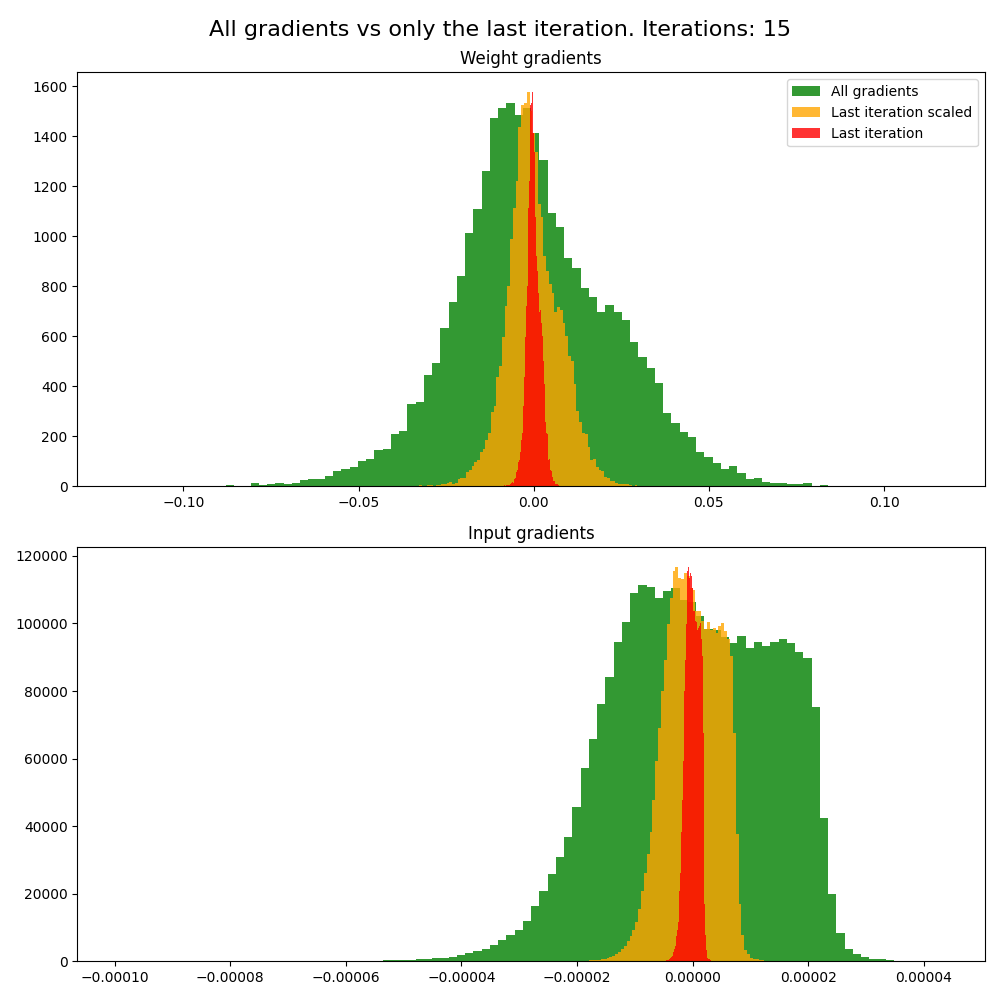 All gradients vs only the last iteration. Iterations: 15
Weight gradients
1600
1400
1200
1000
800
600
400
200
0
All gradients
Last iteration scaled
Last iteration
−0.10 −0.05 0.00 0.05 0.10
Input gradients
120000
100000
80000
60000
40000
20000
0
−0.00010 −0.00008 −0.00006 −0.00004 −0.00002 0.00000 0.00002 0.00004